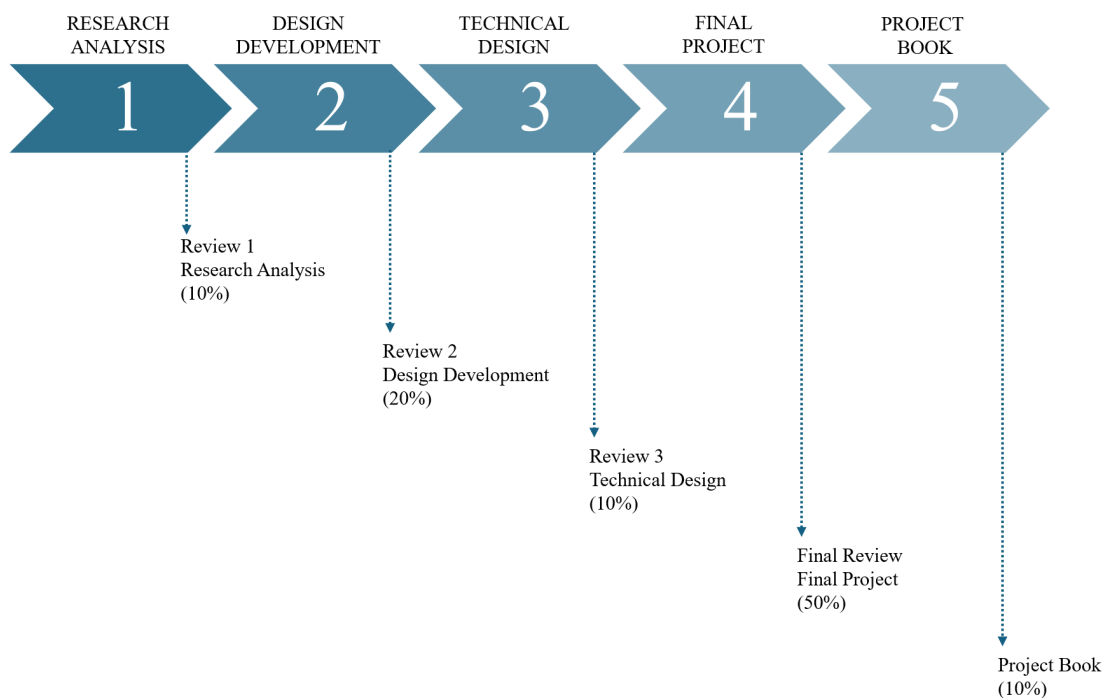 RESEARCH
ANALYSIS
DESIGN
DEVELOPMENT
TECHNICAL
DESIGN
FINAL
PROJECT
PROJECT
BOOK
1
2
3
4
5
Review 1
Research Analysis
(10%)
Review 2
Design Development
(20%)
Review 3
Technical Design
(10%)
Final Review
Final Project
(50%)
Project Book
(10%)